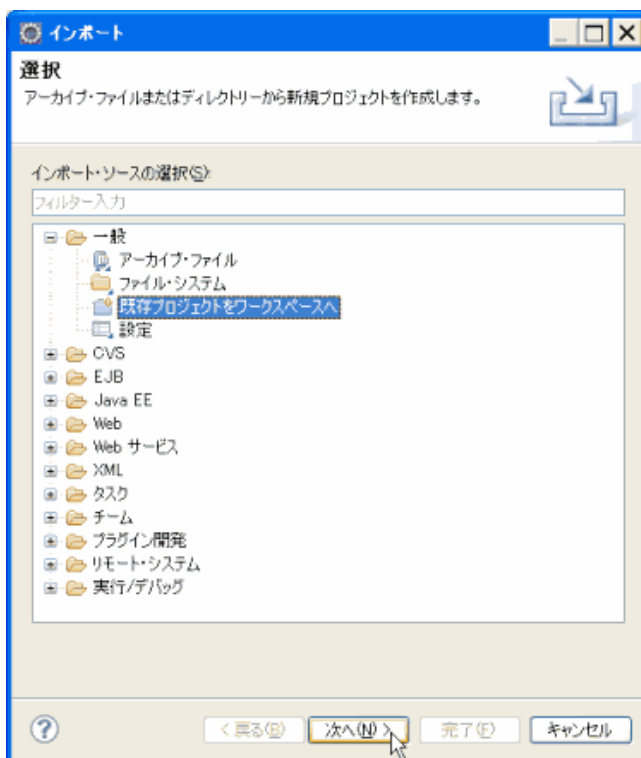 インポート
選択
アーカイブ・ファイルまたはディレクトリーから新規プロジェクトを作成します。
インポート・ソースの選択(S):
フィルター入力
一般
アーカイブ・ファイル
ファイル・システム
既存プロジェクトをワークスペースへ
設定
CVS
EJB
Java EE
Web
Web サービス
XML
タスク
チーム
プラグイン開発
リモート・システム
実行/デバッグ
? < 戻る(B) 次へ(N) > 完了(F) キャンセル